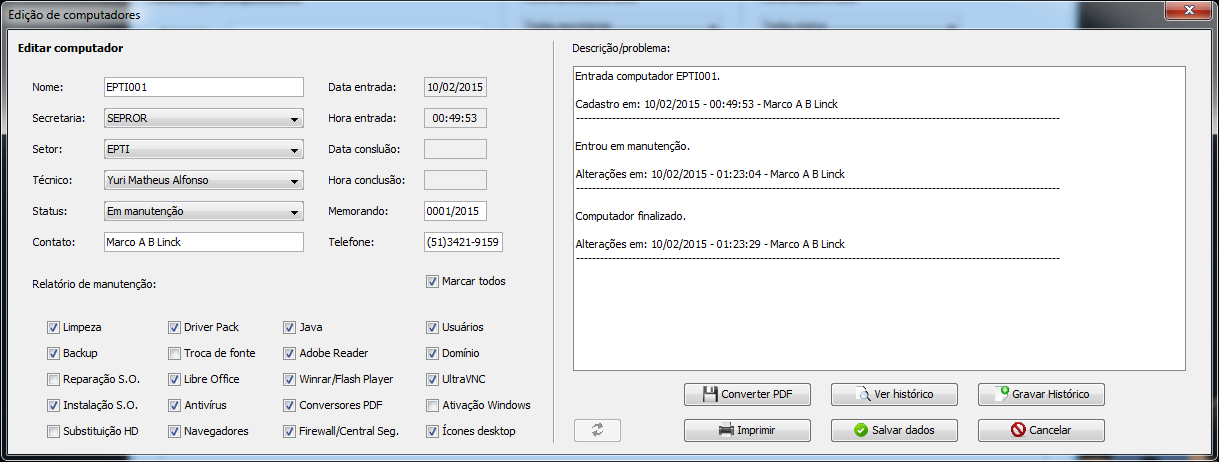 Edição de computadores
Editar computador
Nome: EPTI001 Data entrada: 10/02/2015
Secretaria: SEPROR Hora entrada: 00:49:53
Setor: EPTI Data consluão:
Técnico: Yuri Matheus Alfonso Hora conclusão:
Status: Em manutenção Memorando: 0001/2015
Contato: Marco A B Linck Telefone: (51)3421-9159
Relatório de manutenção: Marcar todos
Limpeza Driver Pack Java Usuários
Backup Troca de fonte Adobe Reader Domínio
Reparação S.O. Libre Office Winrar/Flash Player UltraVNC
Instalação S.O. Antivírus Conversores PDF Ativação Windows
Substituição HD Navegadores Firewall/Central Seg. Ícones desktop
Descrição/problema:
Entrada computador EPTI001.
Cadastro em: 10/02/2015 - 00:49:53 - Marco A B Linck
Entrou em manutenção.
Alterações em: 10/02/2015 - 01:23:04 - Marco A B Linck
Computador finalizado.
Alterações em: 10/02/2015 - 01:23:29 - Marco A B Linck
Converter PDF Ver histórico Gravar Histórico
Imprimir Salvar dados Cancelar